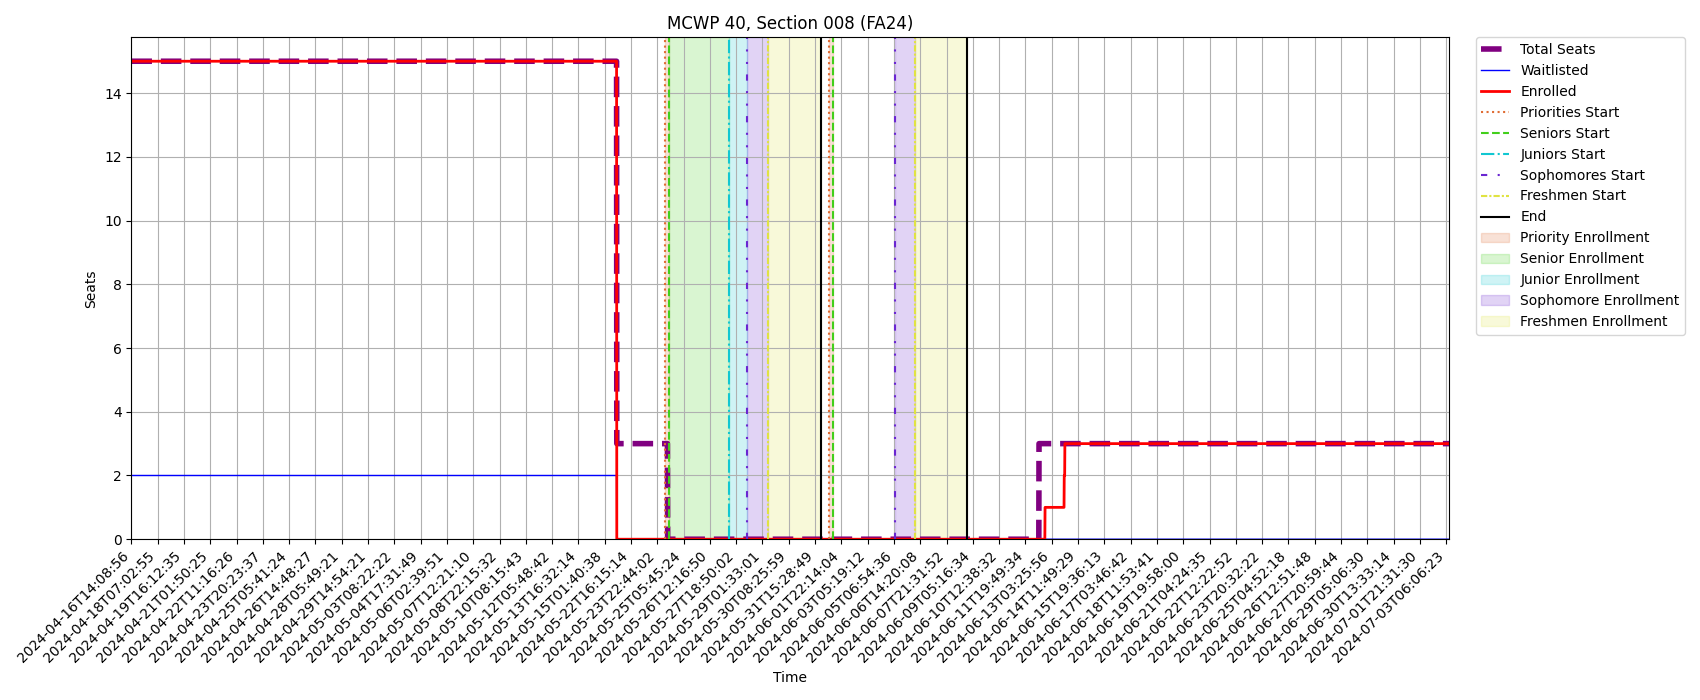 MCWP 40, Section 008 (FA24)
Seats
14
12
10
8
6
4
2
0
2024-04-16T14:08:56
2024-04-18T07:02:55
2024-04-19T16:12:35
2024-04-21T01:50:25
2024-04-22T11:16:26
2024-04-23T20:23:37
2024-04-25T05:41:24
2024-04-26T14:48:27
2024-04-28T05:49:21
2024-04-29T14:54:21
2024-05-03T08:22:22
2024-05-04T17:31:49
2024-05-06T02:39:51
2024-05-07T12:21:10
2024-05-08T22:15:32
2024-05-10T08:15:43
2024-05-12T05:48:42
2024-05-13T16:32:14
2024-05-15T01:40:38
2024-05-22T16:15:14
2024-05-23T22:44:02
2024-05-25T05:45:24
2024-05-26T12:16:50
2024-05-27T18:50:02
2024-05-29T01:33:01
2024-05-30T08:25:59
2024-05-31T15:28:49
2024-06-01T22:14:04
2024-06-03T05:19:12
2024-06-05T06:54:36
2024-06-06T14:20:08
2024-06-07T21:31:52
2024-06-09T05:16:34
2024-06-10T12:38:32
2024-06-11T19:49:34
2024-06-13T03:25:56
2024-06-14T11:49:29
2024-06-15T19:36:13
2024-06-17T03:46:42
2024-06-18T11:53:41
2024-06-19T19:58:00
2024-06-21T04:24:35
2024-06-22T12:22:52
2024-06-23T20:32:22
2024-06-25T04:52:18
2024-06-26T12:51:48
2024-06-27T20:59:44
2024-06-29T05:06:30
2024-06-30T13:33:14
2024-07-01T21:31:30
2024-07-03T06:06:23
Time
Total Seats
Waitlisted
Enrolled
Priorities Start
Seniors Start
Juniors Start
Sophomores Start
Freshmen Start
End
Priority Enrollment
Senior Enrollment
Junior Enrollment
Sophomore Enrollment
Freshmen Enrollment